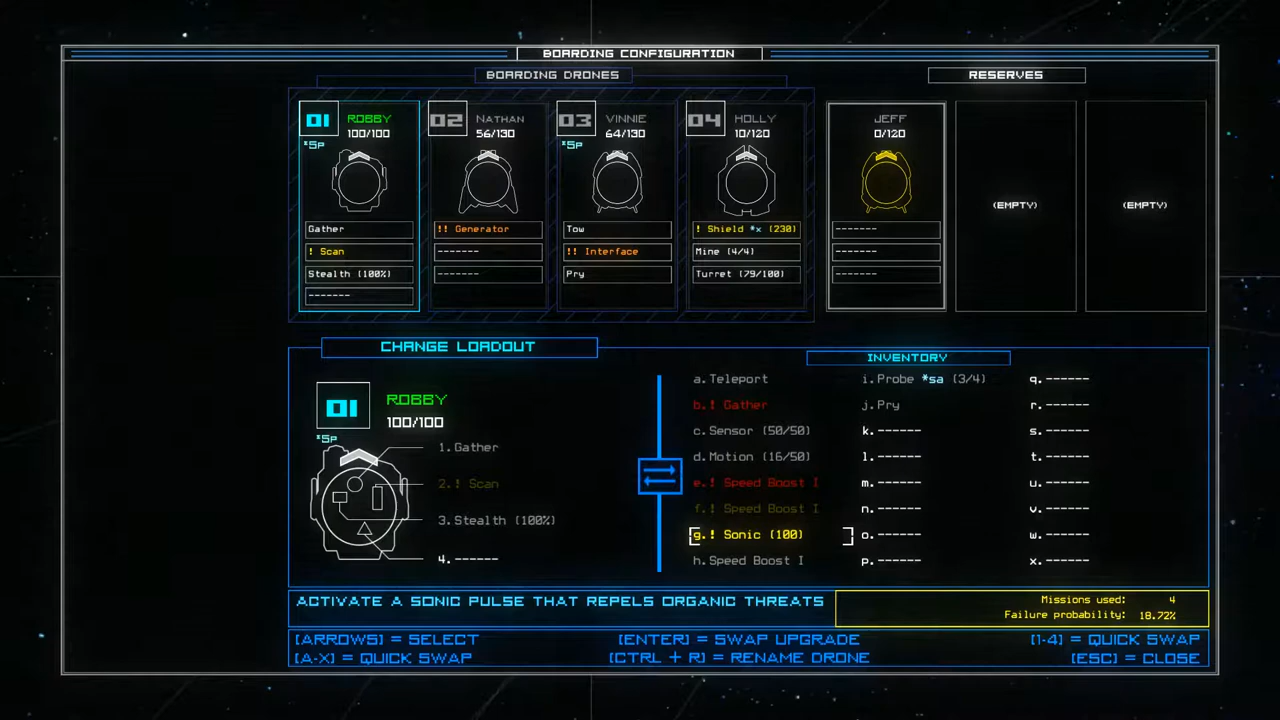 BOARDING CONFIGURATION
BOARDING DRONES
RESERVES
01 ROBBY
100/100
*SP
Gather
! Scan
Stealth (100%)
-------
02 NATHAN
56/130
!! Generator
-------
-------
03 VINNIE
64/130
*SP
Tow
!! Interface
Pry
04 HOLLY
10/120
! Shield *x (230)
Mine (4/4)
Turret (79/100)
JEFF
0/120
-------
-------
-------
(EMPTY)
(EMPTY)
CHANGE LOADOUT
01 ROBBY
100/100
*SP
1.Gather
2.! Scan
3.Stealth (100%)
4.------
INVENTORY
a.Teleport
b.! Gather
c.Sensor (50/50)
d.Motion (16/50)
e.! Speed Boost I
f.! Speed Boost I
g.! Sonic (100)
h.Speed Boost I
i.Probe *sa (3/4)
j.Pry
k.------
l.------
m.------
n.------
o.------
p.------
q.------
r.------
s.------
t.------
u.------
v.------
w.------
x.------
ACTIVATE A SONIC PULSE THAT REPELS ORGANIC THREATS
Missions used: 4
Failure probability: 18.72%
[ARROWS] = SELECT
[ENTER] = SWAP UPGRADE
[1-4] = QUICK SWAP
[A-X] = QUICK SWAP
[CTRL + R] = RENAME DRONE
[ESC] = CLOSE